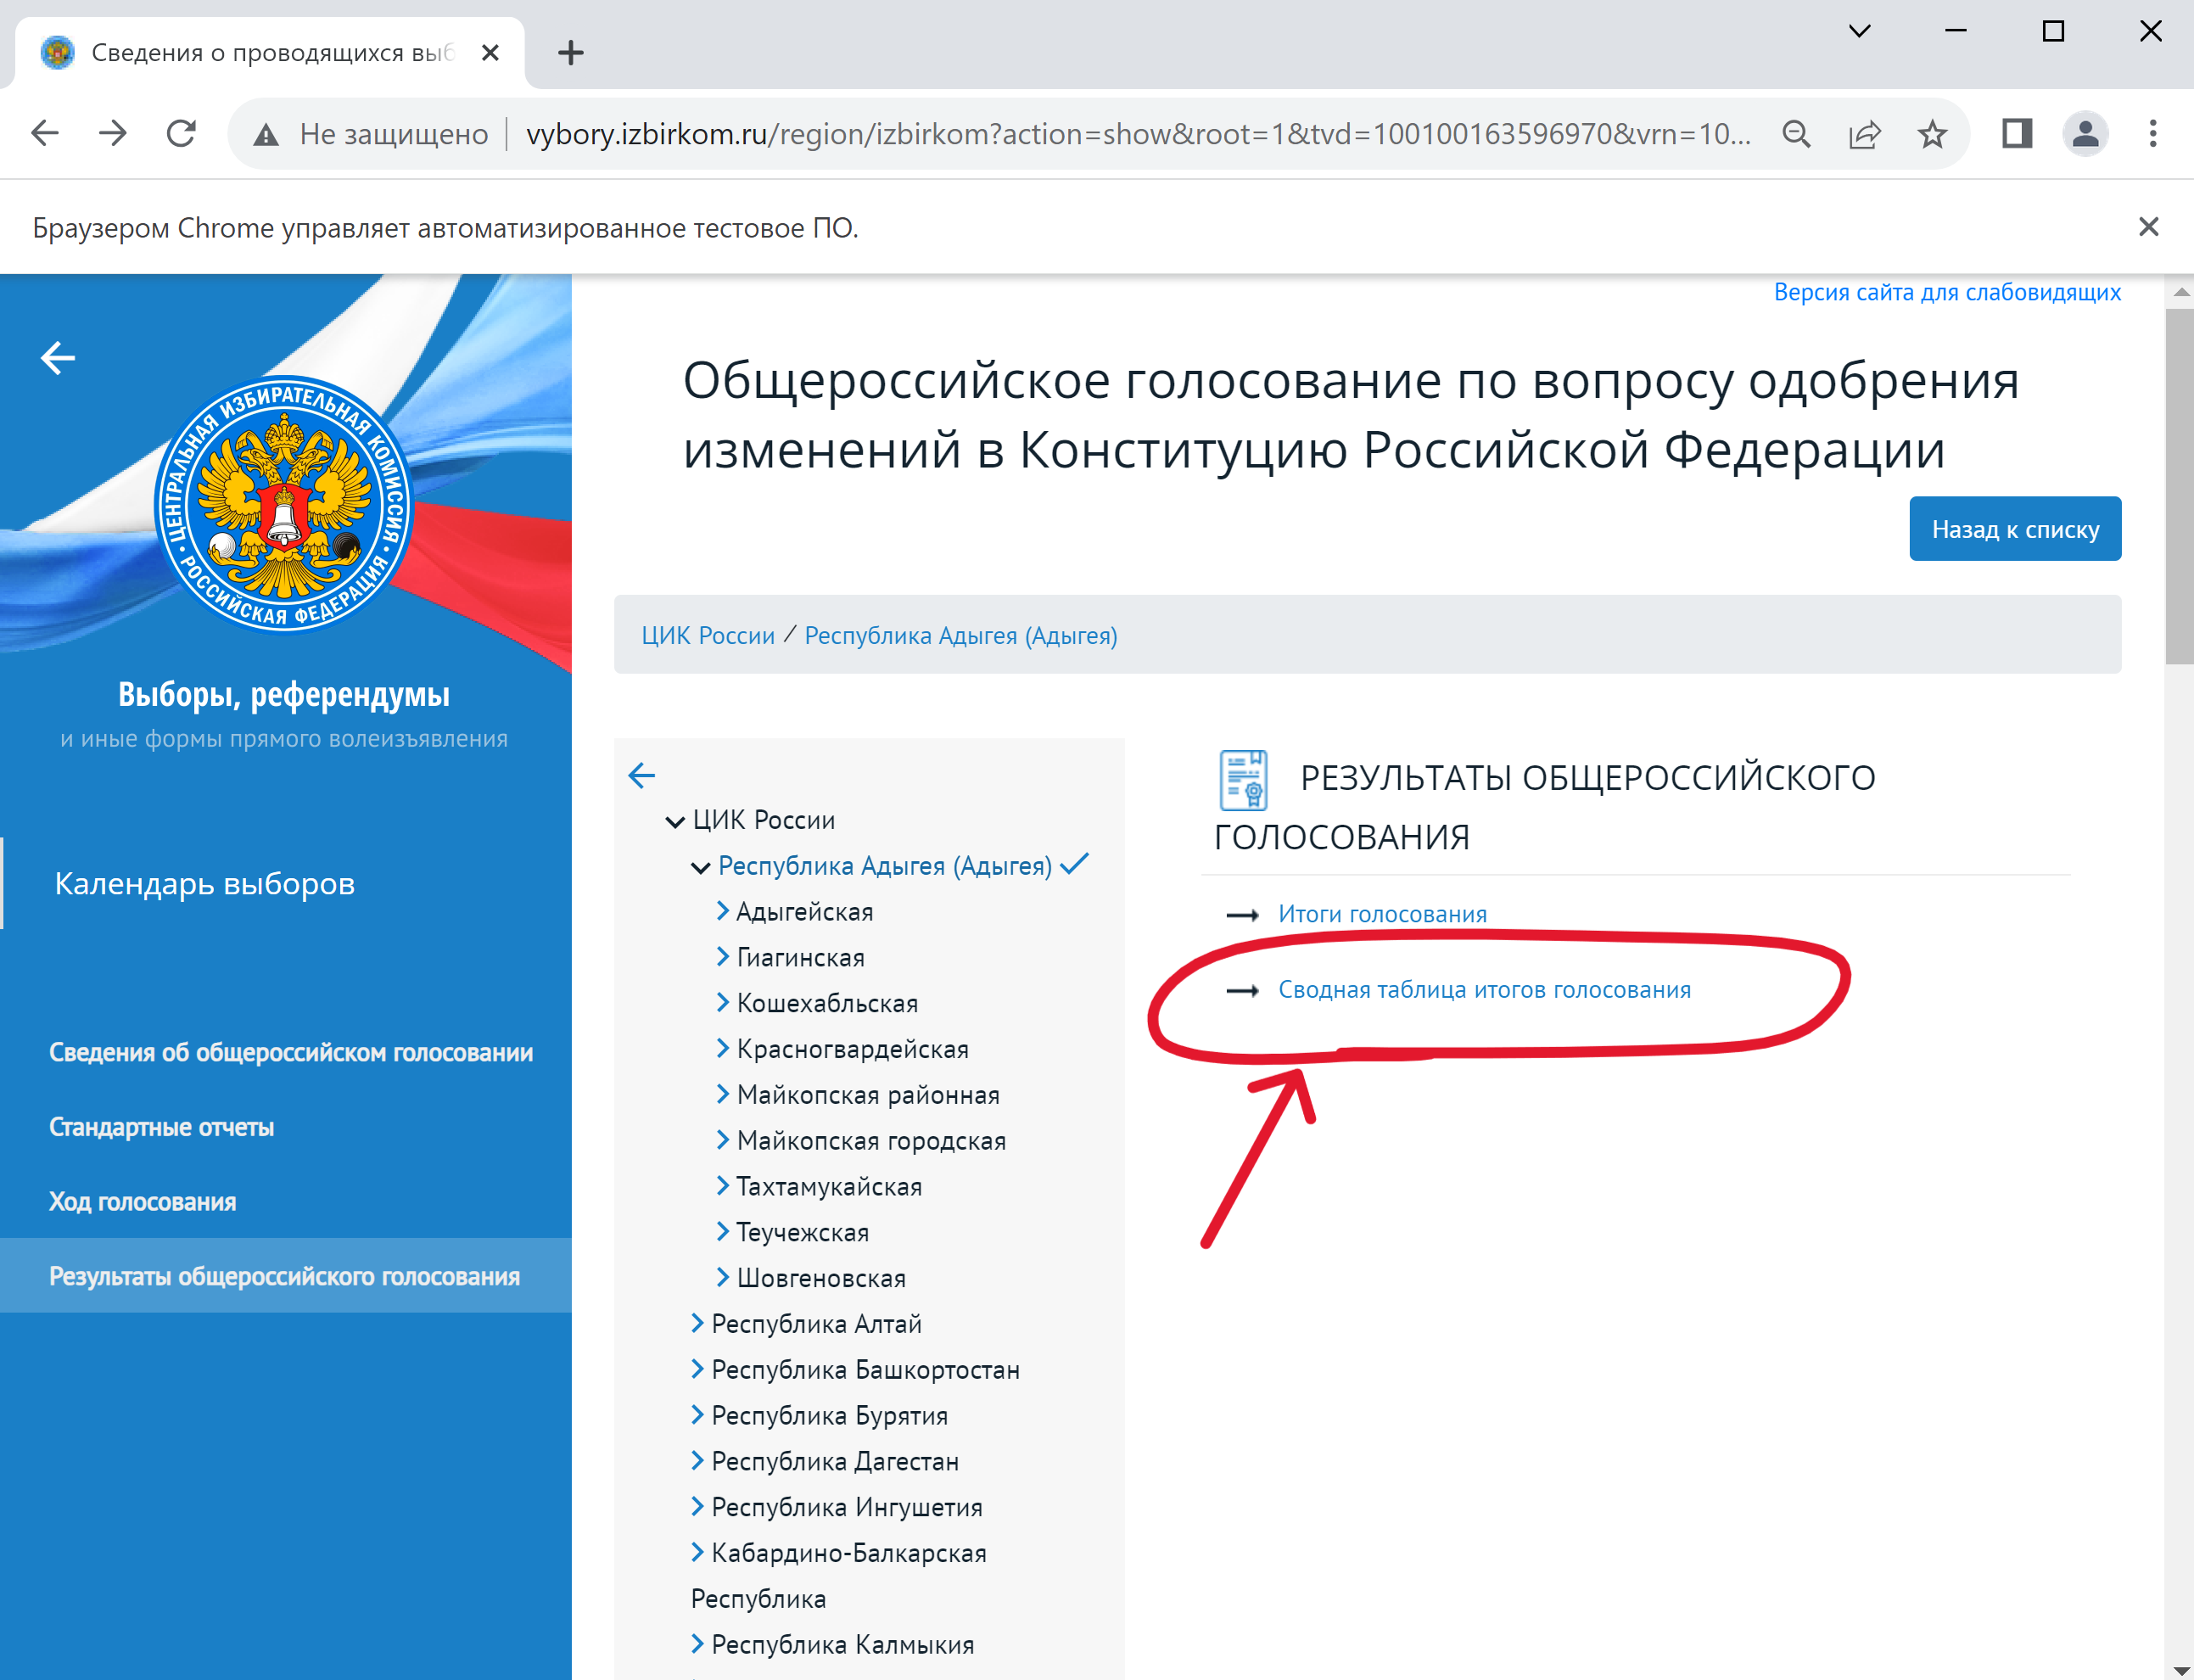 Сведения о проводящихся выб
Не защищено
vybory.izbirkom.ru/region/izbirkom?action=show&root=1&tvd=100100163596970&vrn=10...
Браузером Chrome управляет автоматизированное тестовое ПО.
Версия сайта для слабовидящих
ЦЕНТРАЛЬНАЯ ИЗБИРАТЕЛЬНАЯ КОМИССИЯ
РОССИЙСКАЯ ФЕДЕРАЦИЯ
Выборы, референдумы
и иные формы прямого волеизъявления
Календарь выборов
Сведения об общероссийском голосовании
Стандартные отчеты
Ход голосования
Результаты общероссийского голосования
Общероссийское голосование по вопросу одобрения
изменений в Конституцию Российской Федерации
Назад к списку
ЦИК России / Республика Адыгея (Адыгея)
ЦИК России
Республика Адыгея (Адыгея)
Адыгейская
Гиагинская
Кошехабльская
Красногвардейская
Майкопская районная
Майкопская городская
Тахтамукайская
Теучежская
Шовгеновская
Республика Алтай
Республика Башкортостан
Республика Бурятия
Республика Дагестан
Республика Ингушетия
Кабардино-Балкарская
Республика
Республика Калмыкия
РЕЗУЛЬТАТЫ ОБЩЕРОССИЙСКОГО
ГОЛОСОВАНИЯ
Итоги голосования
Сводная таблица итогов голосования